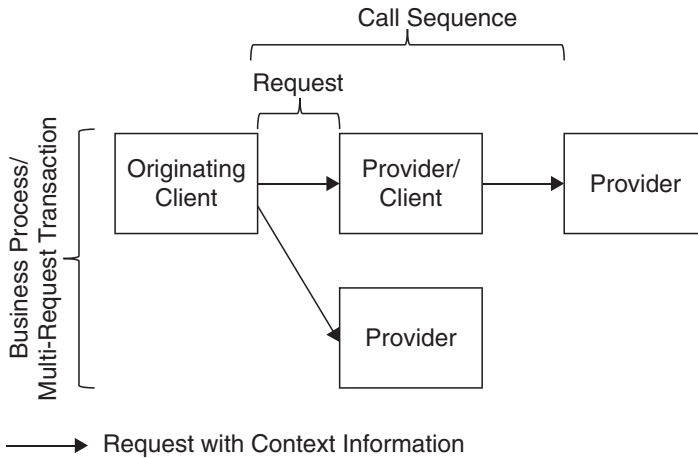 Call Sequence
Request
Business Process/
Multi-Request Transaction
Originating
Client
Provider/
Client
Provider
Provider
Request with Context Information